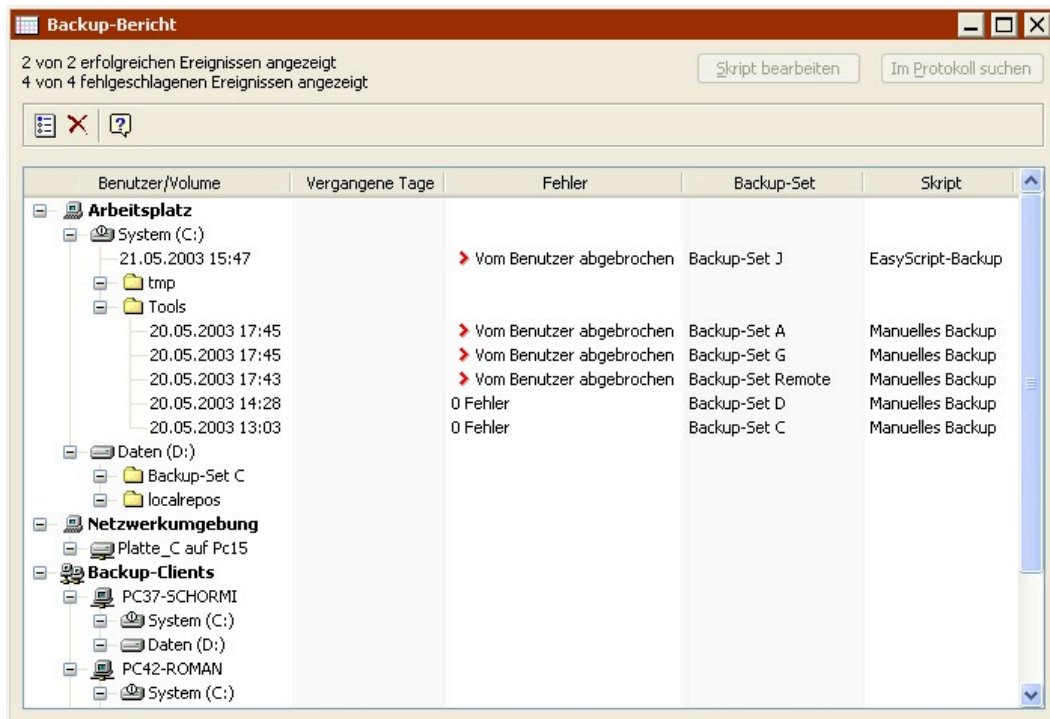 Backup-Bericht
2 von 2 erfolgreichen Ereignissen angezeigt
4 von 4 fehlgeschlagenen Ereignissen angezeigt
Skript bearbeiten Im Protokoll suchen
Benutzer/Volume Vergangene Tage Fehler Backup-Set Skript
Arbeitsplatz
System (C:)
21.05.2003 15:47 Vom Benutzer abgebrochen Backup-Set J EasyScript-Backup
tmp
Tools
20.05.2003 17:45 Vom Benutzer abgebrochen Backup-Set A Manuelles Backup
20.05.2003 17:45 Vom Benutzer abgebrochen Backup-Set G Manuelles Backup
20.05.2003 17:43 Vom Benutzer abgebrochen Backup-Set Remote Manuelles Backup
20.05.2003 14:28 0 Fehler Backup-Set D Manuelles Backup
20.05.2003 13:03 0 Fehler Backup-Set C Manuelles Backup
Daten (D:)
Backup-Set C
localrepos
Netzwerkumgebung
Platte_C auf Pc15
Backup-Clients
PC37-SCHORMI
System (C:)
Daten (D:)
PC42-ROMAN
System (C:)